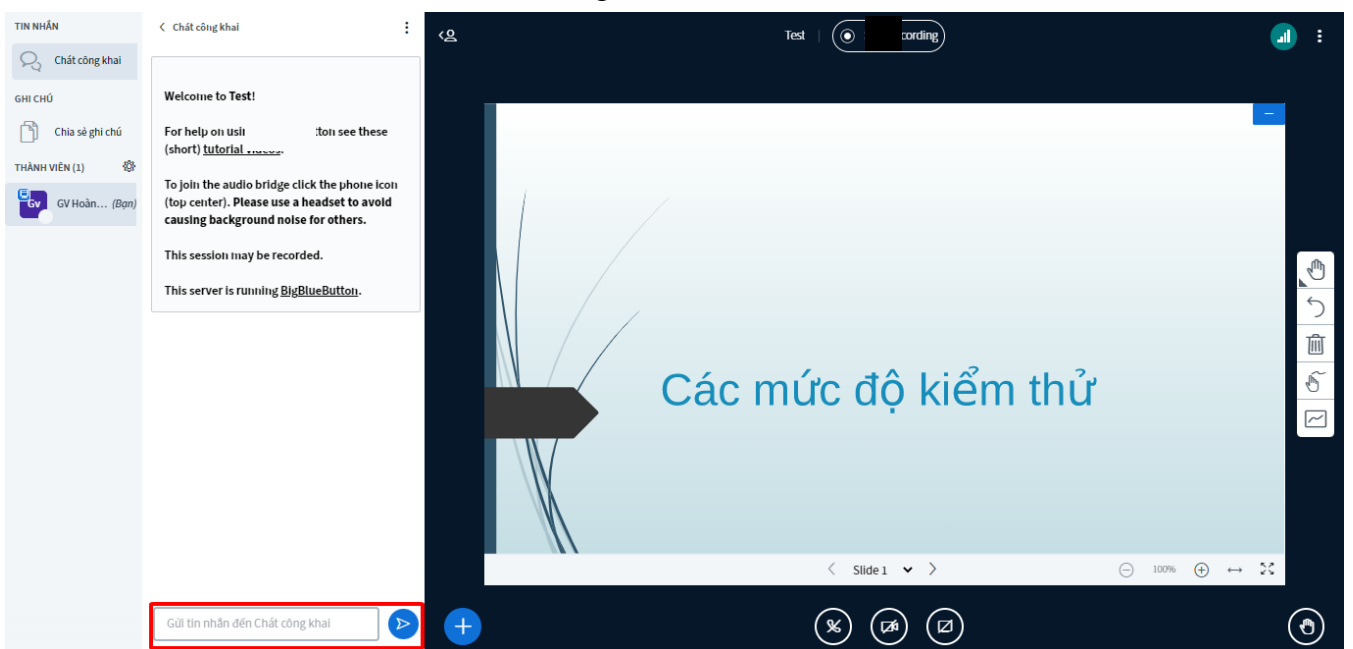 TIN NHẮN
Chát công khai
GHI CHÚ
Chia sẻ ghi chú
THÀNH VIÊN (1)
Gv
GV Hoàn... (Bạn)
Chát công khai
Welcome to Test!
For help on see these
(short) tutorial
To join the audio bridge click the phone icon
(top center). Please use a headset to avoid
causing background noise for others.
This session may be recorded.
This server is running BigBlueButton.
Gửi tin nhắn đến Chát công khai
Test
Các mức độ kiểm thử
Slide 1
100%